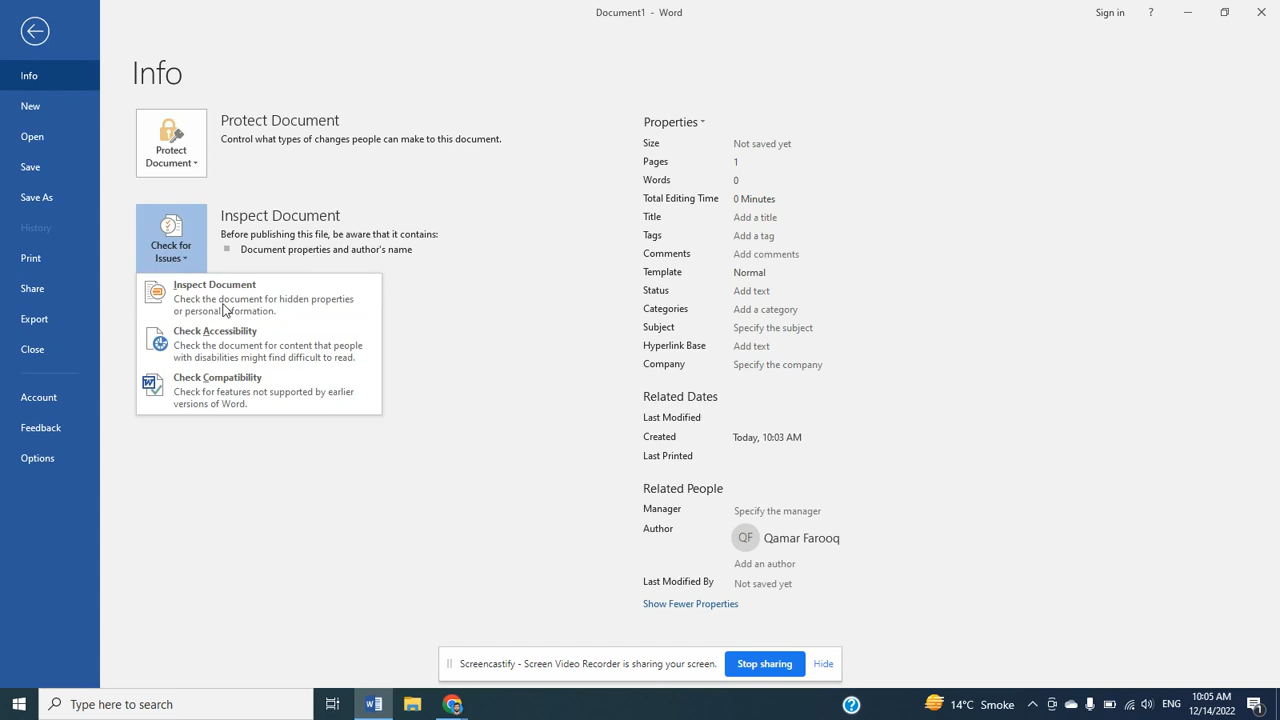 Document1 - Word
Sign in
?
Info
New
Open
Save
Save As
History
Print
Share
Export
Close
Account
Feedback
Options
Info
Protect Document
Protect Document
Control what types of changes people can make to this document.
Check for Issues
Inspect Document
Before publishing this file, be aware that it contains:
Document properties and author's name
Inspect Document
Check the document for hidden properties
or personal information.
Check Accessibility
Check the document for content that people
with disabilities might find difficult to read.
Check Compatibility
Check for features not supported by earlier
versions of Word.
Properties
Size Not saved yet
Pages 1
Words 0
Total Editing Time 0 Minutes
Title Add a title
Tags Add a tag
Comments Add comments
Template Normal
Status Add text
Categories Add a category
Subject Specify the subject
Hyperlink Base Add text
Company Specify the company
Related Dates
Last Modified
Created Today, 10:03 AM
Last Printed
Related People
Manager Specify the manager
Author QF Qamar Farooq
Add an author
Last Modified By Not saved yet
Show Fewer Properties
Screencastify - Screen Video Recorder is sharing your screen. Stop sharing Hide
Type here to search
14°C Smoke
ENG
10:05 AM
12/14/2022
1